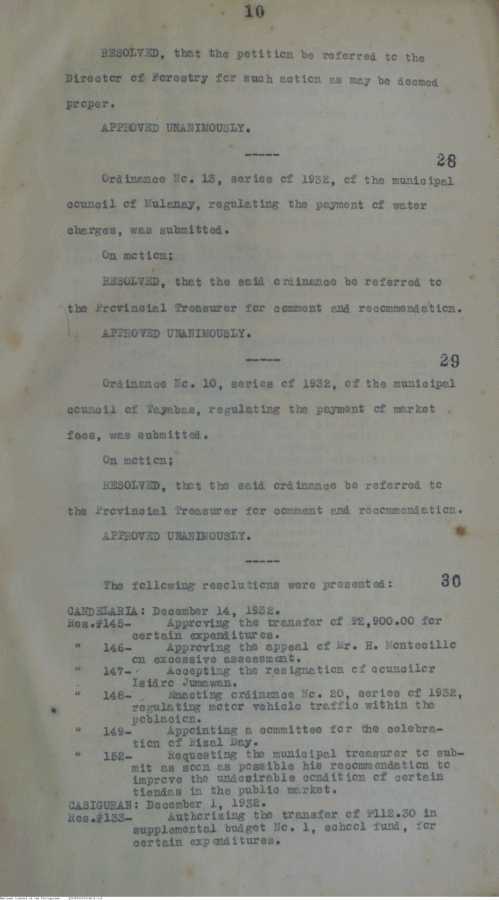 10
RESOLVED, that the petition be referred to the
Director of Forestry for such action as may be deemed
proper.
APPROVED UNANIMOUSLY.
-----
28
Ordinance No. 13, series of 1932, of the municipal
council of Mulanay, regulating the payment of water
charges, was submitted.
On motion;
RESOLVED, that the said ordinance be referred to
the Provincial Treasurer for comment and recommendation.
APPROVED UNANIMOUSLY.
-----
29
Ordinance No. 10, series of 1932, of the municipal
council of Tayabas, regulating the payment of market
fees, was submitted.
On motion;
RESOLVED, that the said ordinance be referred to
the Provincial Treasurer for comment and recommendation.
APPROVED UNANIMOUSLY.
-----
The following resolutions were presented: 30
CANDELARIA: December 14, 1932.
Res.#145- Approving the transfer of ₱2,900.00 for
certain expenditures.
" 146- Approving the appeal of Mr. H. Montecillo
on excessive assessment.
" 147- Accepting the resignation of councilor
Isidro Jumawan.
" 148- Enacting ordinance No. 20, series of 1932,
regulating motor vehicle traffic within the
poblacion.
" 149- Appointing a committee for the celebra-
tion of Rizal Day.
" 152- Requesting the municipal treasurer to sub-
mit as soon as possible his recommendation to
improve the undesirable condition of certain
tiendas in the public market.
CASIGURAN: December 1, 1932.
Res.#133- Authorizing the transfer of ₱112.30 in
supplemental budget No. 1, school fund, for
certain expenditures.
National Library of the Philippines